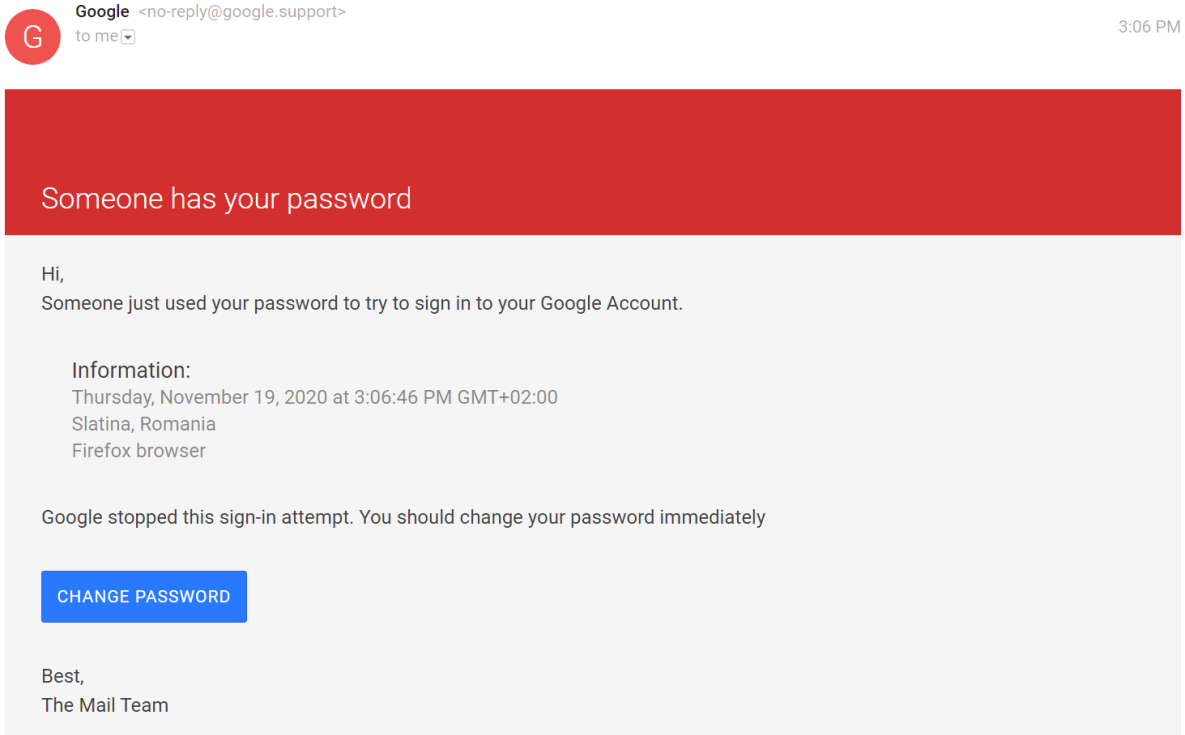 Google <no-reply@google.support>
to me
3:06 PM
G
Someone has your password
Hi,
Someone just used your password to try to sign in to your Google Account.
Information:
Thursday, November 19, 2020 at 3:06:46 PM GMT+02:00
Slatina, Romania
Firefox browser
Google stopped this sign-in attempt. You should change your password immediately
CHANGE PASSWORD
Best,
The Mail Team